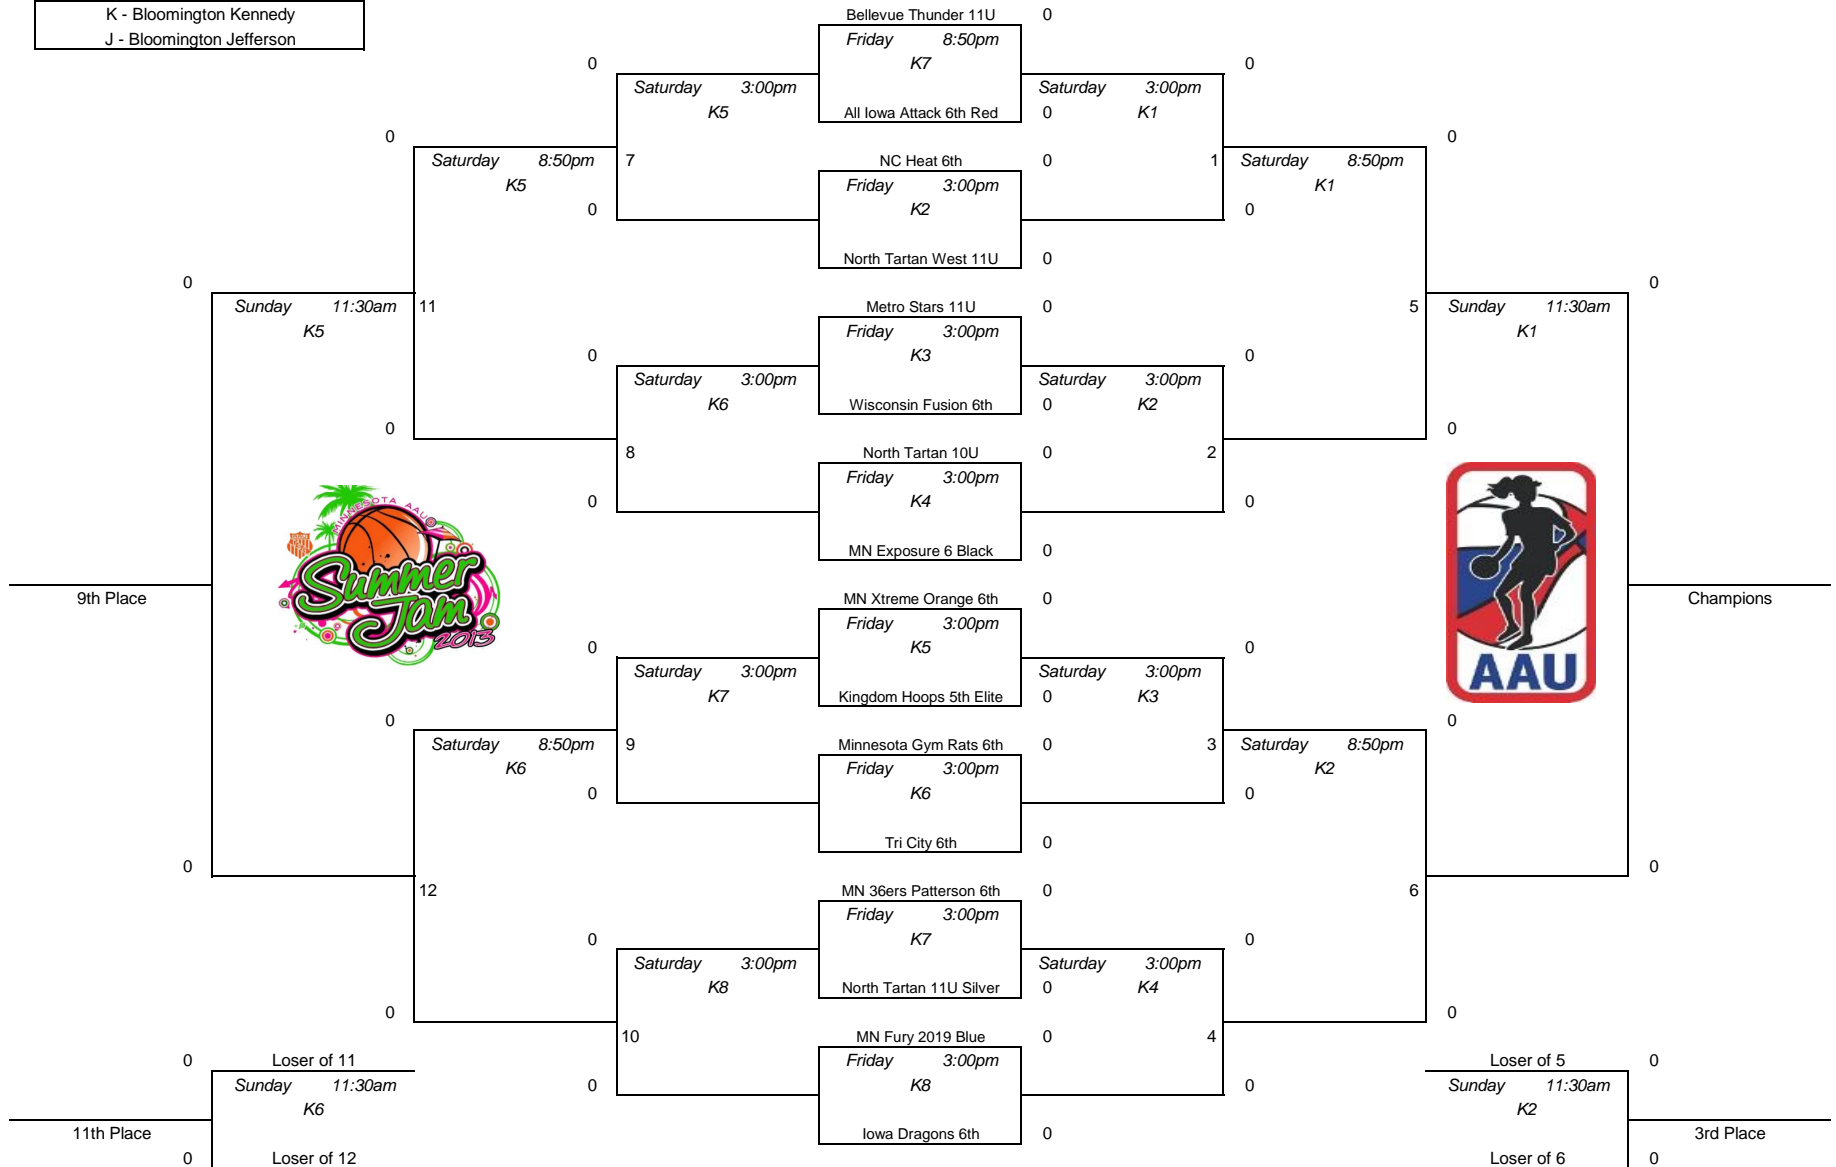 K - Bloomington Kennedy
J - Bloomington Jefferson
Bellevue Thunder 11U 0
Friday 8:50pm
K7
0 0
Saturday 3:00pm Saturday 3:00pm
K5 All Iowa Attack 6th Red 0 K1
0 0
Saturday 8:50pm 7 NC Heat 6th 0 1 Saturday 8:50pm
K5 Friday 3:00pm K1
0 K2 0
North Tartan West 11U 0
0 0
Sunday 11:30am 11 Metro Stars 11U 0 5 Sunday 11:30am
K5 Friday 3:00pm K1
0 K3 0
Saturday 3:00pm Saturday 3:00pm
K6 Wisconsin Fusion 6th 0 K2
0 0
8 North Tartan 10U 0 2
Friday 3:00pm
0 K4 0
MINNESOTA AAU
MN Exposure 6 Black 0
Summer
Jam
2013
9th Place MN Xtreme Orange 6th 0 Champions
Friday 3:00pm
0 K5 0
Saturday 3:00pm Saturday 3:00pm
AAU
K7 Kingdom Hoops 5th Elite 0 K3
0 0
Saturday 8:50pm 9 Minnesota Gym Rats 6th 0 3 Saturday 8:50pm
K6 Friday 3:00pm K2
0 K6 0
Tri City 6th 0
0 0
12 MN 36ers Patterson 6th 0 6
Friday 3:00pm
0 K7 0
Saturday 3:00pm Saturday 3:00pm
K8 North Tartan 11U Silver 0 K4
0 0
10 MN Fury 2019 Blue 0 4
0 Loser of 11 Friday 3:00pm Loser of 5 0
Sunday 11:30am 0 K8 0 Sunday 11:30am
K6 K2
11th Place Iowa Dragons 6th 0 3rd Place
0 Loser of 12 Loser of 6 0